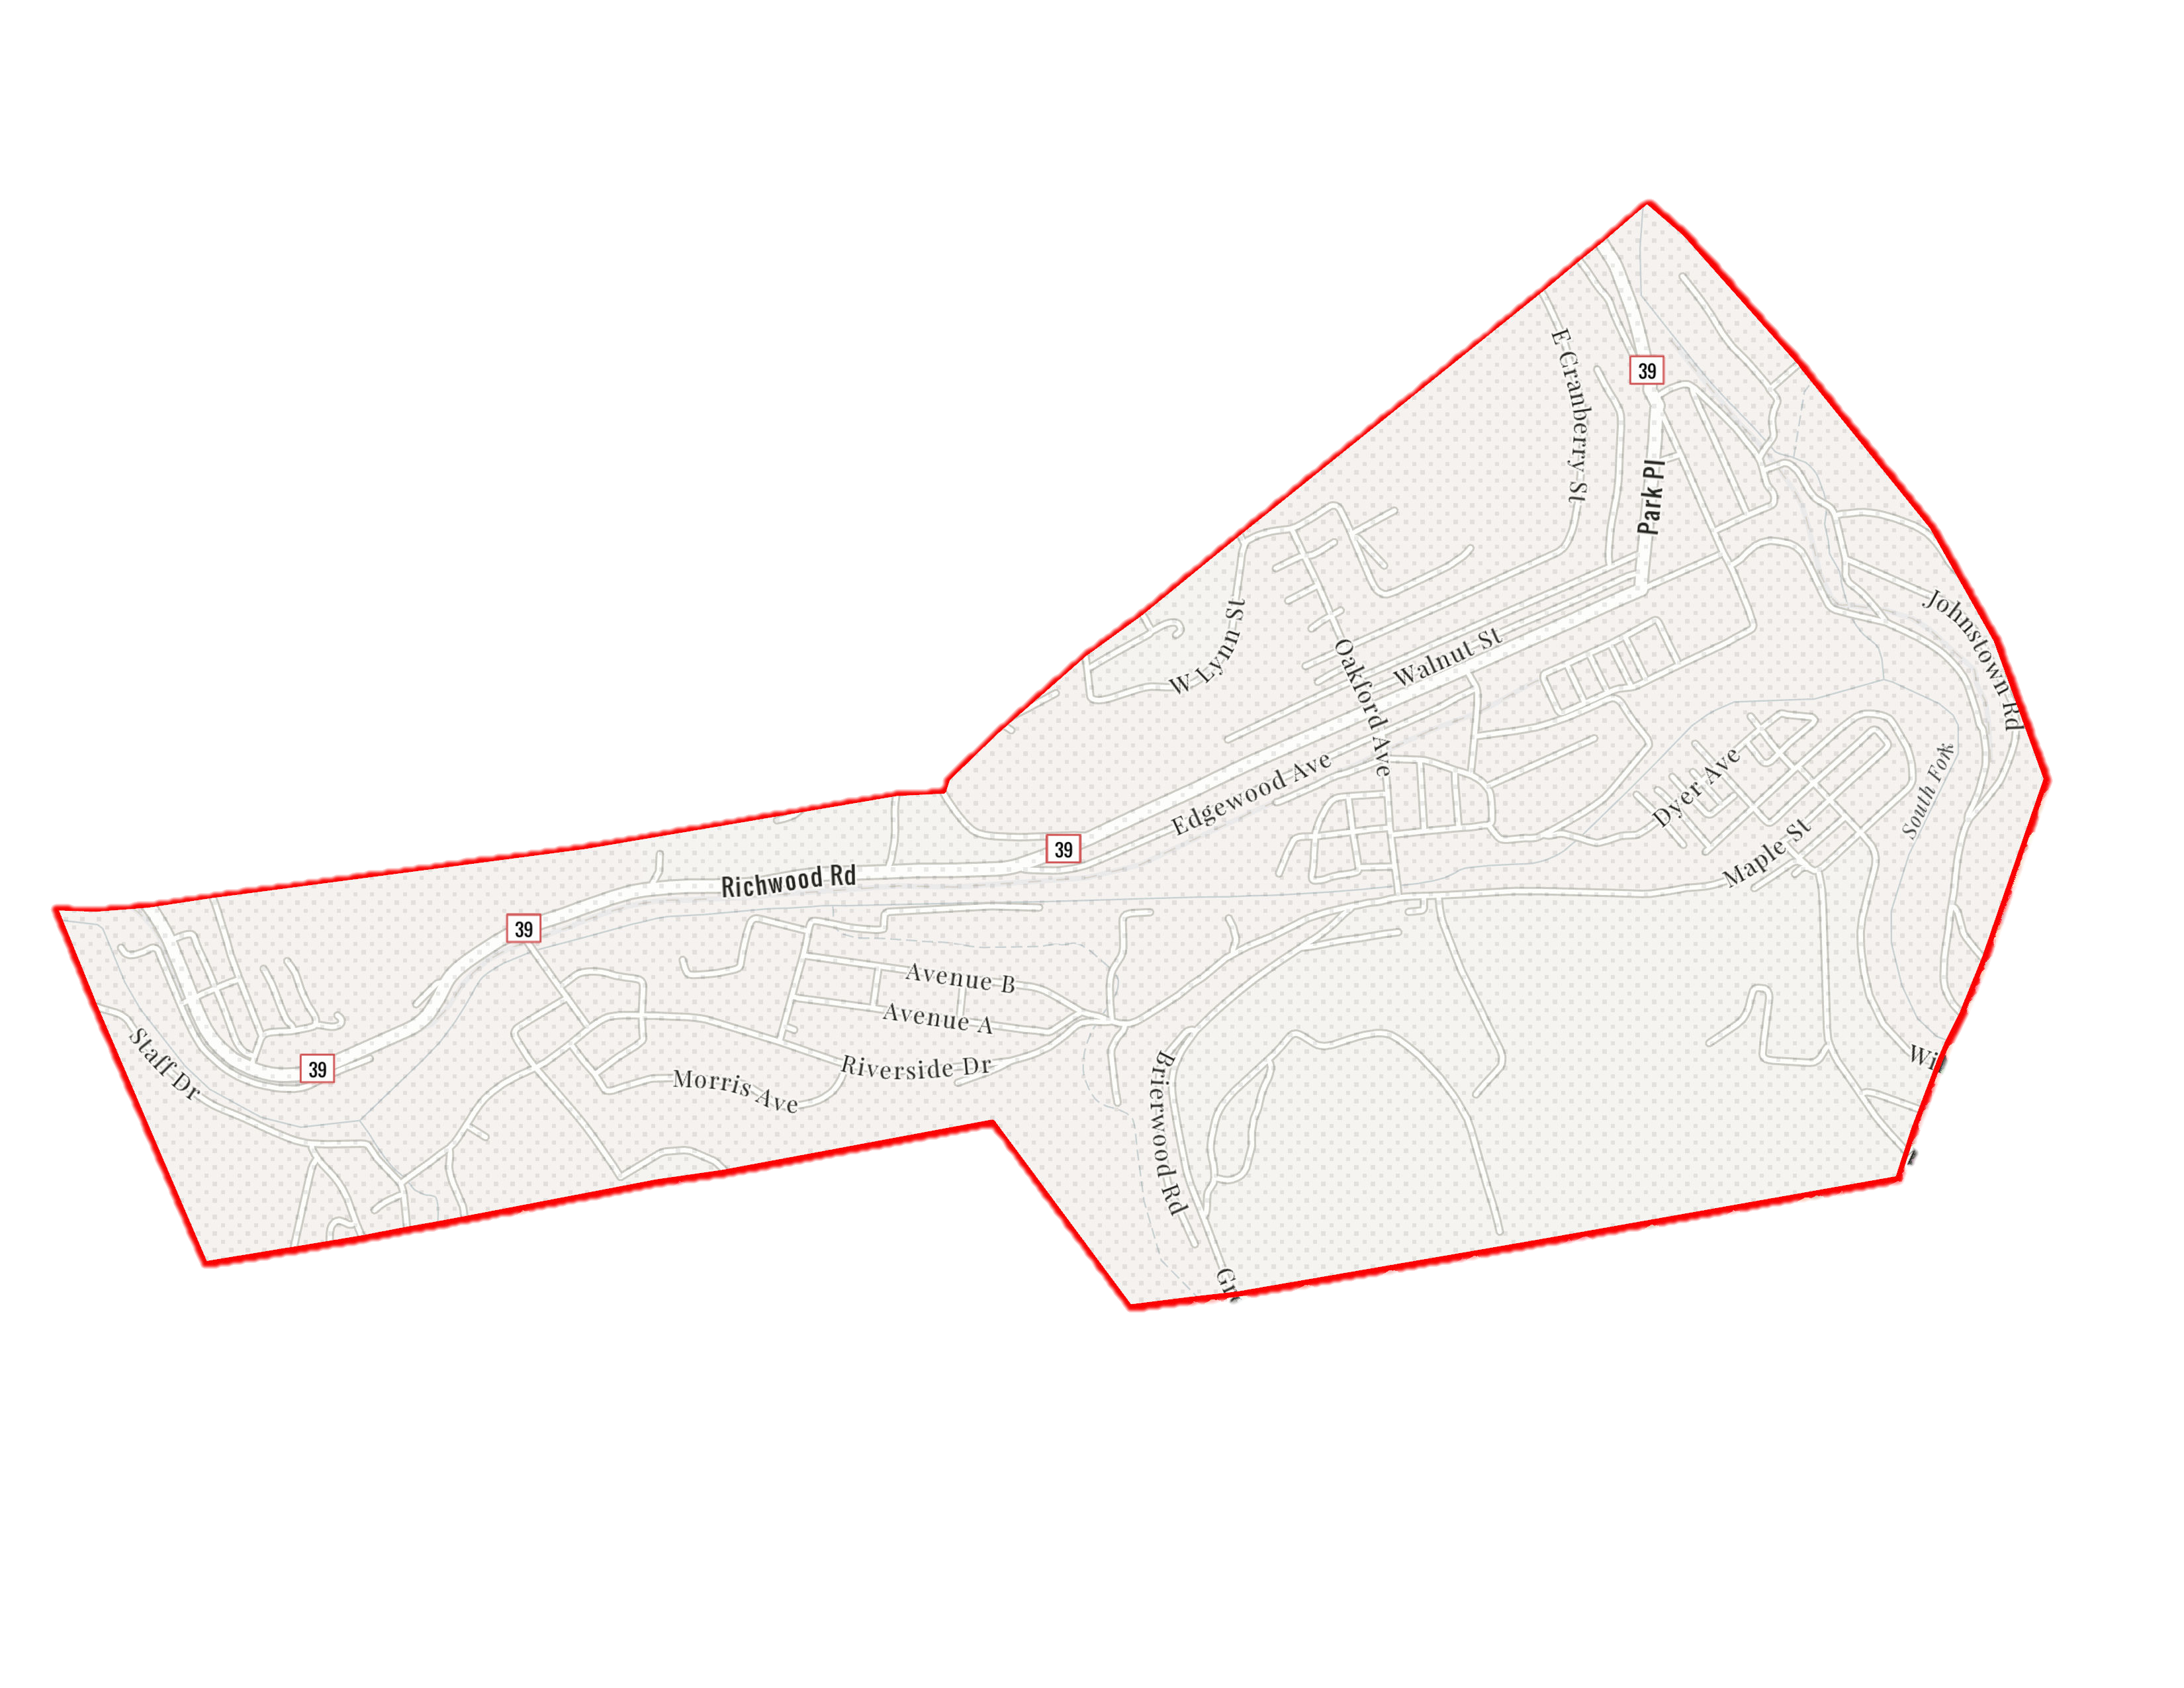 E Cranberry St
39
Park Pl
Johnstown Rd
W Lynn St
Oakford Ave
Walnut St
Edgewood Ave
Dyer Ave
South Fork
Maple St
39
Richwood Rd
39
Avenue B
Avenue A
Staff Dr
39
Riverside Dr
Morris Ave
Brierwood Rd